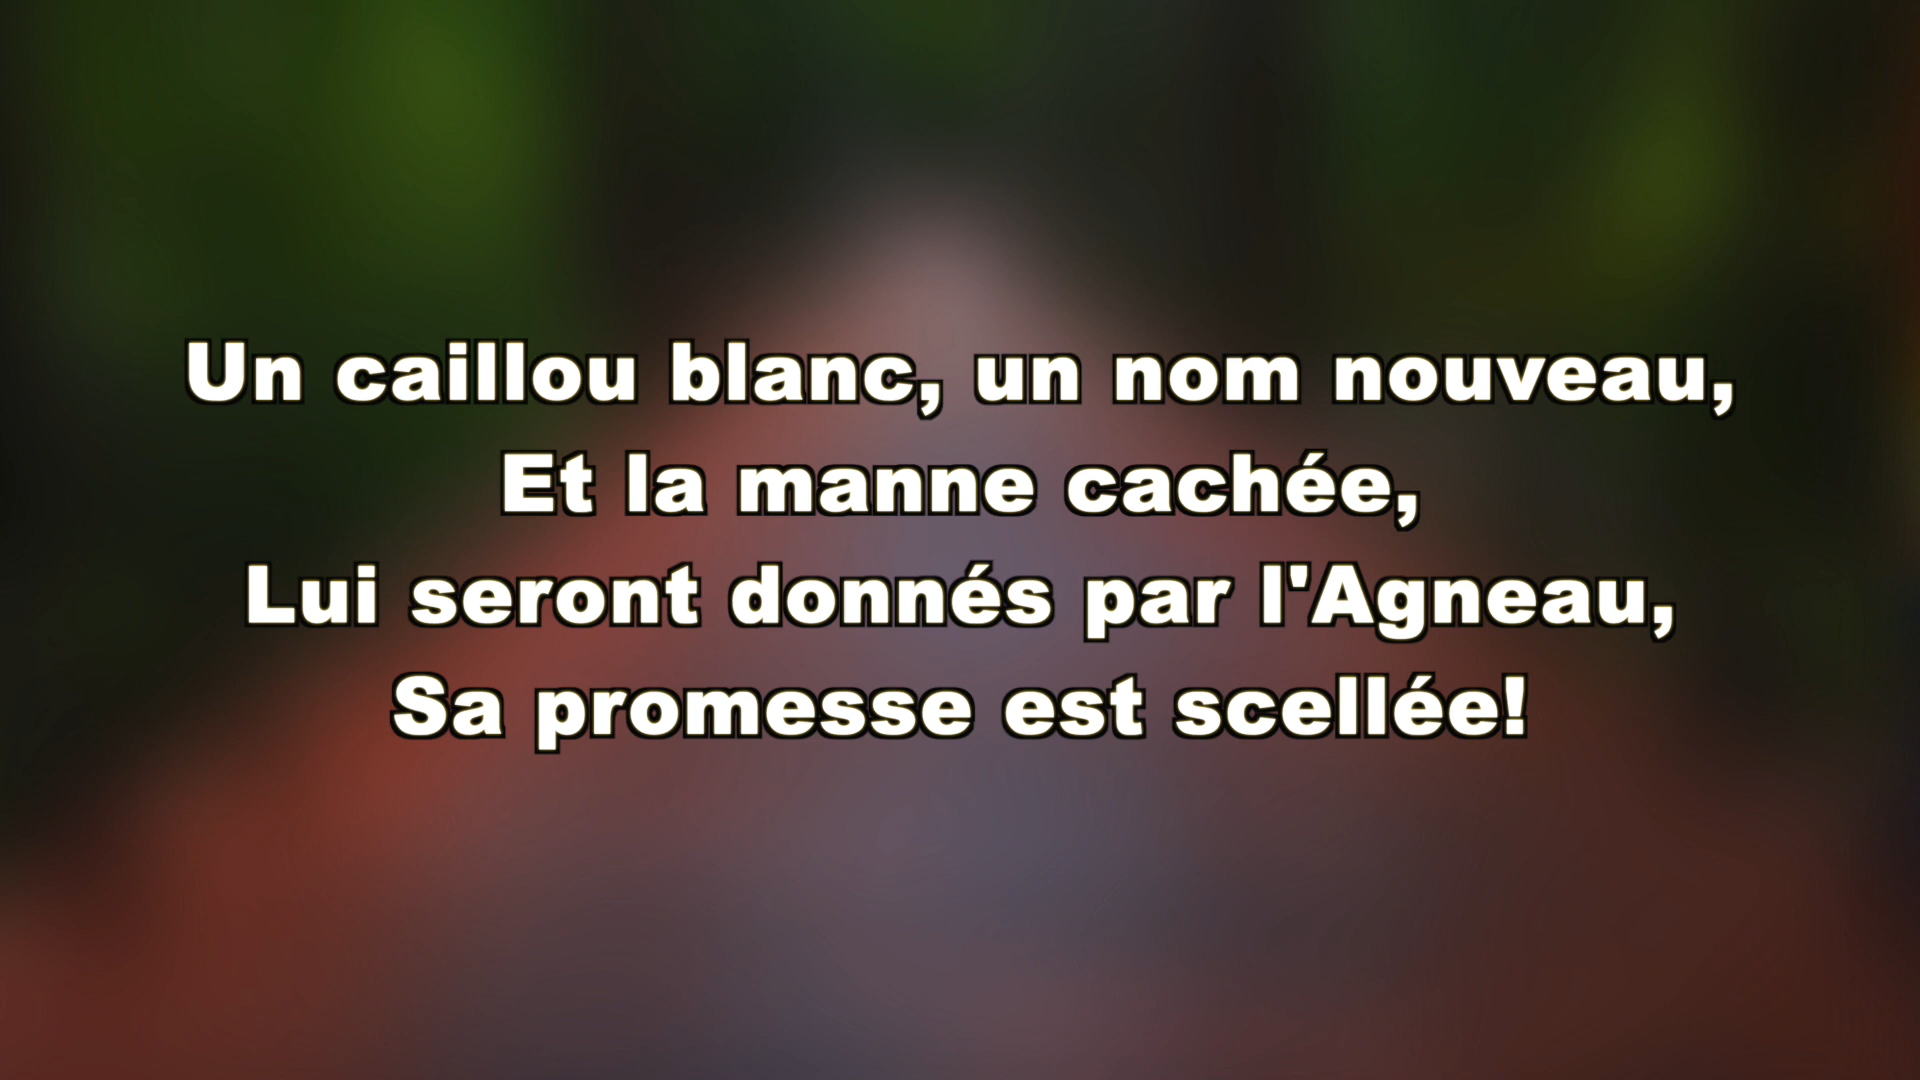 Un caillou blanc, un nom nouveau,
Et la manne cachée,
Lui seront donnés par l'Agneau,
Sa promesse est scellée!